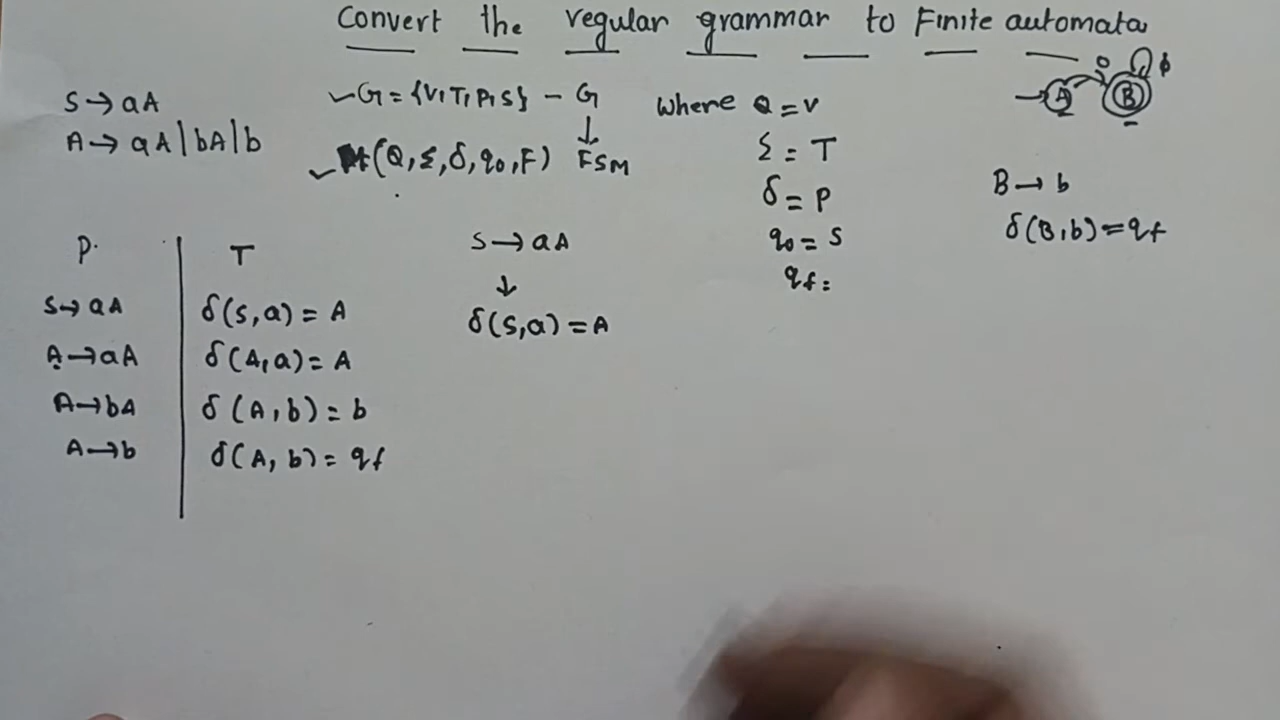 Convert the regular grammar to Finite automata
S → aA
A → aA | bA | b
G = {V, T, P, S} - G
↓
M (Q, Σ, δ, q0, F) FSM
where Q = V
Σ = T
δ = P
q0 = S
qf =
A 0 B
B → b
δ(B, b) = qf
P. T
S → aA δ(S, a) = A
A → aA δ(A, a) = A
A → bA δ(A, b) = b
A → b δ(A, b) = qf
S → aA
↓
δ(S, a) = A